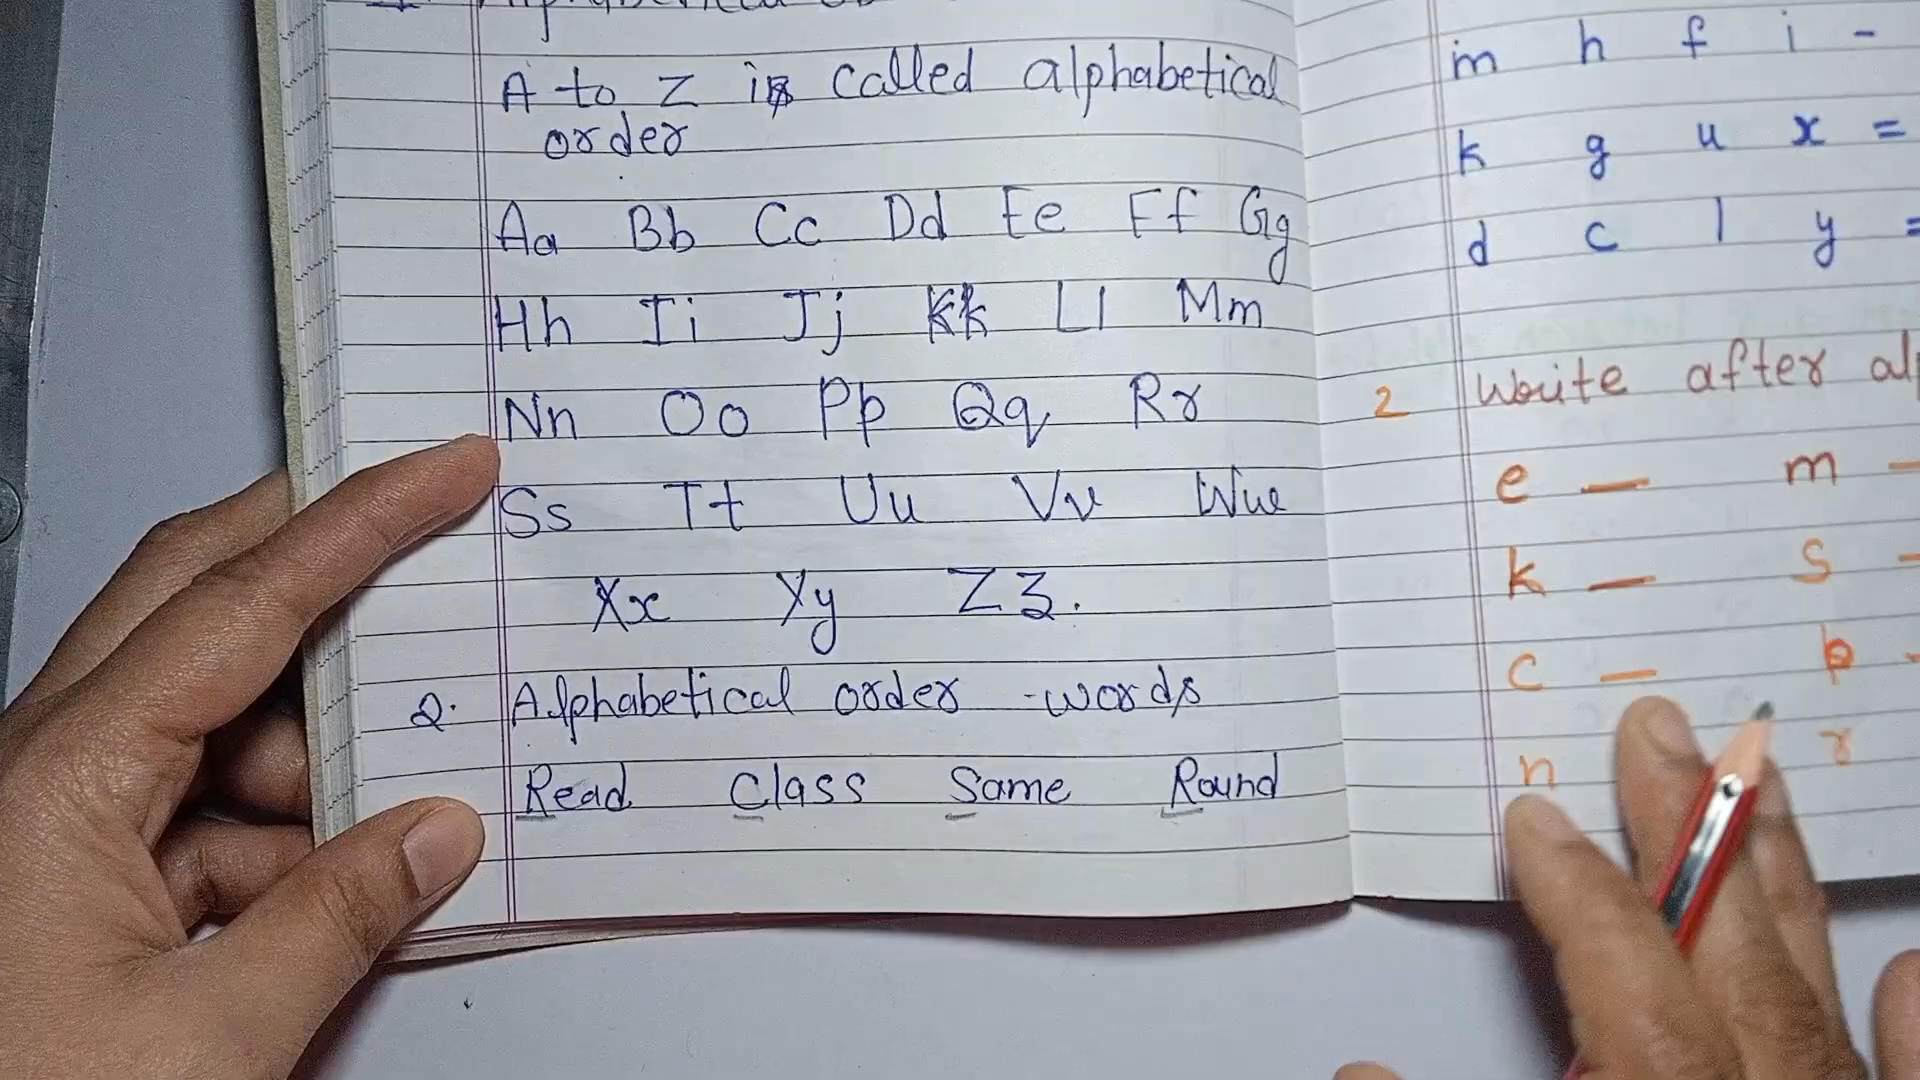 A to Z is called alphabetical
order
Aa Bb Cc Dd Ee Ff Gg
Hh Ii Jj Kk Ll Mm
Nn Oo Pp Qq Rr
Ss Tt Uu Vv Ww
Xx Yy Zz.
Q. Alphabetical order - words
Read Class Same Round
m h f i -
k g u x =
d c l y =
2 Write after
e — m —
k — s —
c — p -
n r